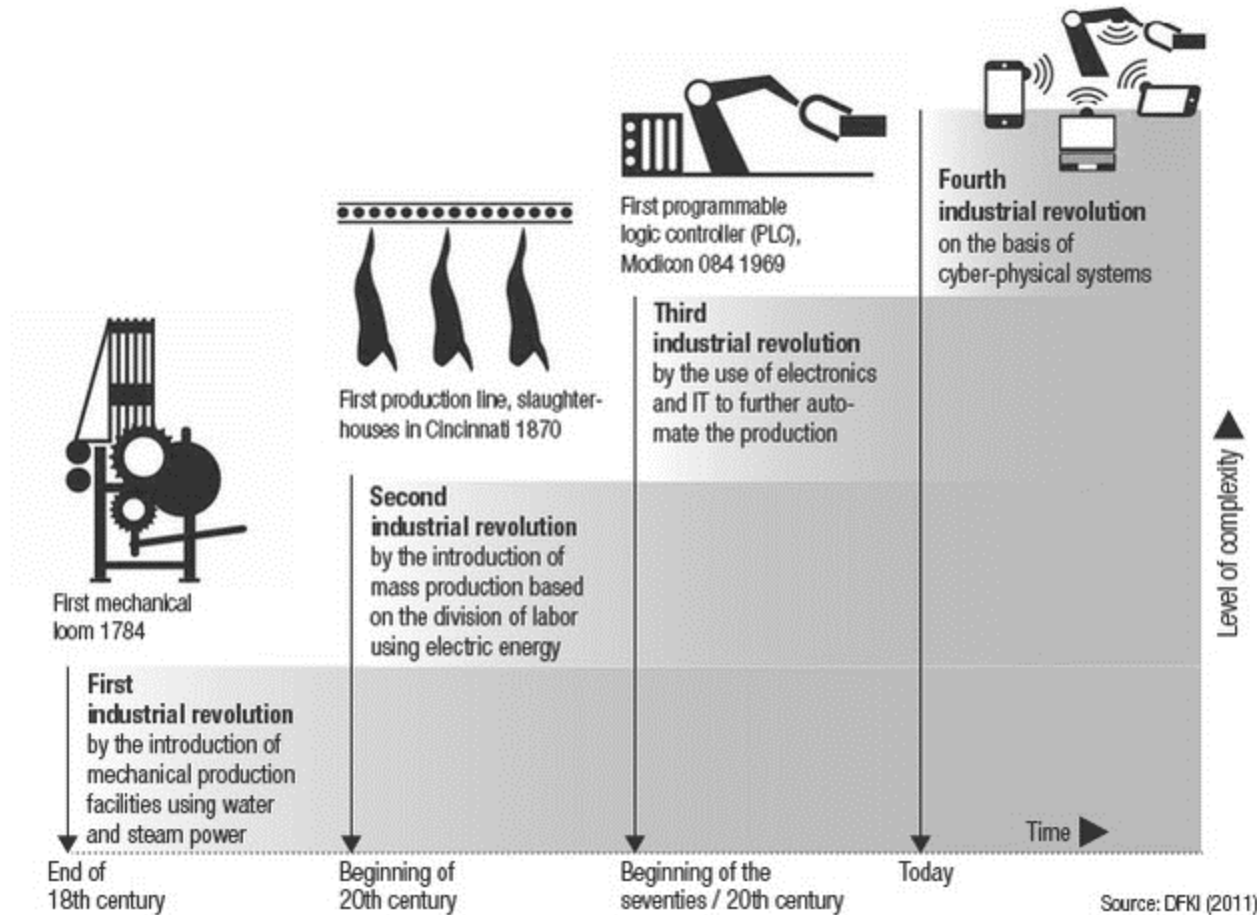 First mechanical
loom 1784
First
industrial revolution
by the introduction of
mechanical production
facilities using water
and steam power
End of
18th century
First production line, slaughter-
houses in Cincinnati 1870
Second
industrial revolution
by the introduction of
mass production based
on the division of labor
using electric energy
Beginning of
20th century
First programmable
logic controller (PLC),
Modicon 084 1969
Third
industrial revolution
by the use of electronics
and IT to further auto-
mate the production
Beginning of the
seventies / 20th century
Fourth
industrial revolution
on the basis of
cyber-physical systems
Today
Time
Level of complexity
Source: DFKI (2011)